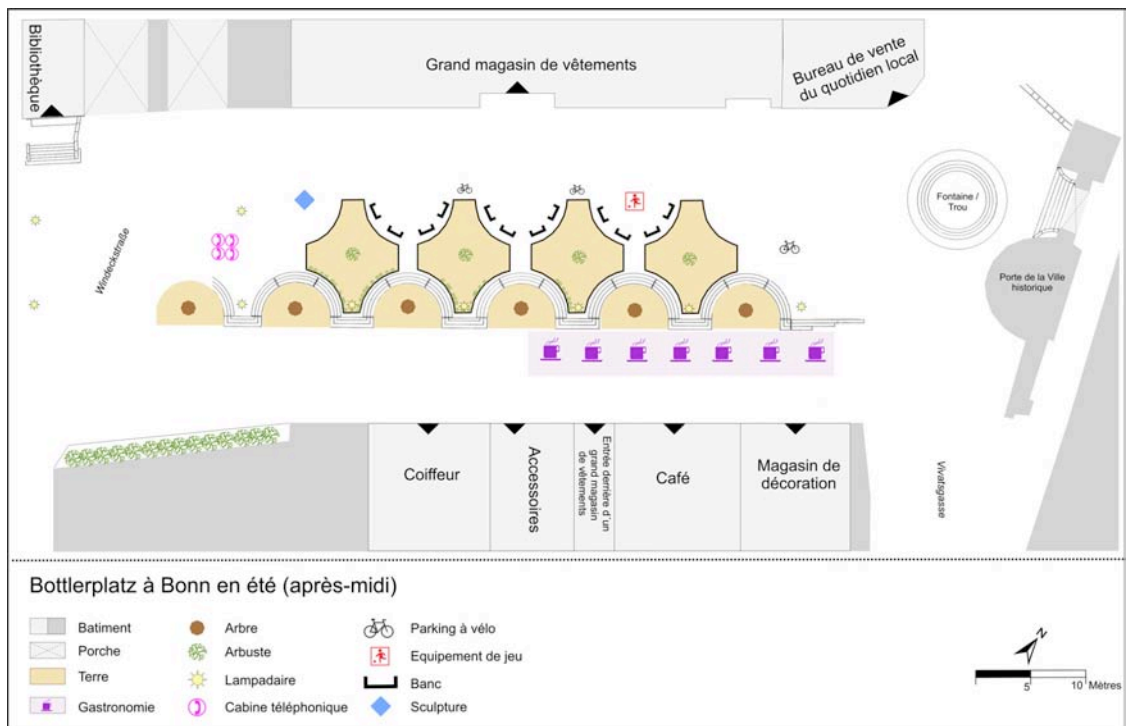 Bibliothèque
Grand magasin de vêtements
Bureau de vente
du quotidien local
Windeckstraße
Fontaine /
Trou
Porte de la Ville
historique
Coiffeur
Accessoires
Entrée derrière d'un
grand magasin
de vêtements
Café
Magasin de
décoration
Vivatsgasse
Bottlerplatz à Bonn en été (après-midi)
Batiment
Porche
Terre
Gastronomie
Arbre
Arbuste
Lampadaire
Cabine téléphonique
Parking à vélo
Equipement de jeu
Banc
Sculpture
N
5
10 Mètres